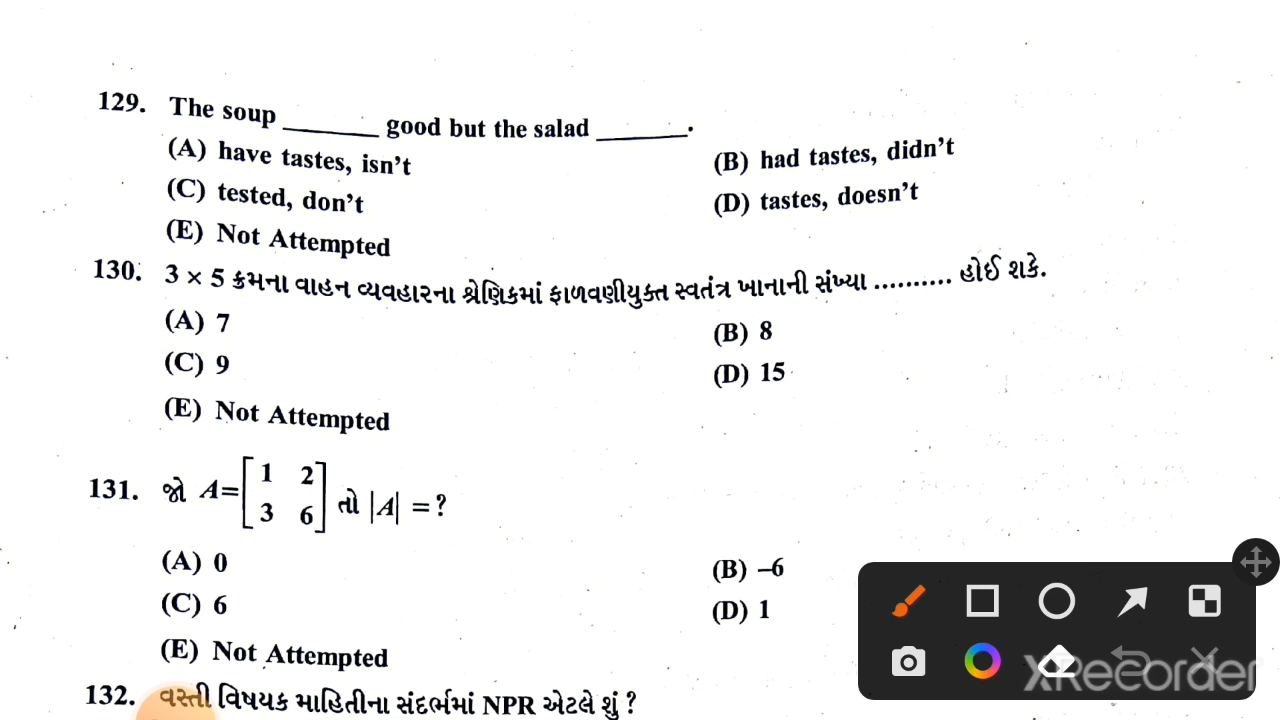 129. The soup ______ good but the salad ______.
(A) have tastes, isn't
(B) had tastes, didn't
(C) tested, don't
(D) tastes, doesn't
(E) Not Attempted
130. 3 × 5 ક્રમના વાહન વ્યવહારના શ્રેણિકમાં ફાળવણીયુક્ત સ્વતંત્ર ખાનાની સંખ્યા .......... હોઈ શકે.
(A) 7
(B) 8
(C) 9
(D) 15
(E) Not Attempted
131. જો A=[1 2
3 6] તો |A| = ?
(A) 0
(B) –6
(C) 6
(D) 1
(E) Not Attempted
132. વસ્તી વિષયક માહિતીના સંદર્ભમાં NPR એટલે શું ?
XRecorder